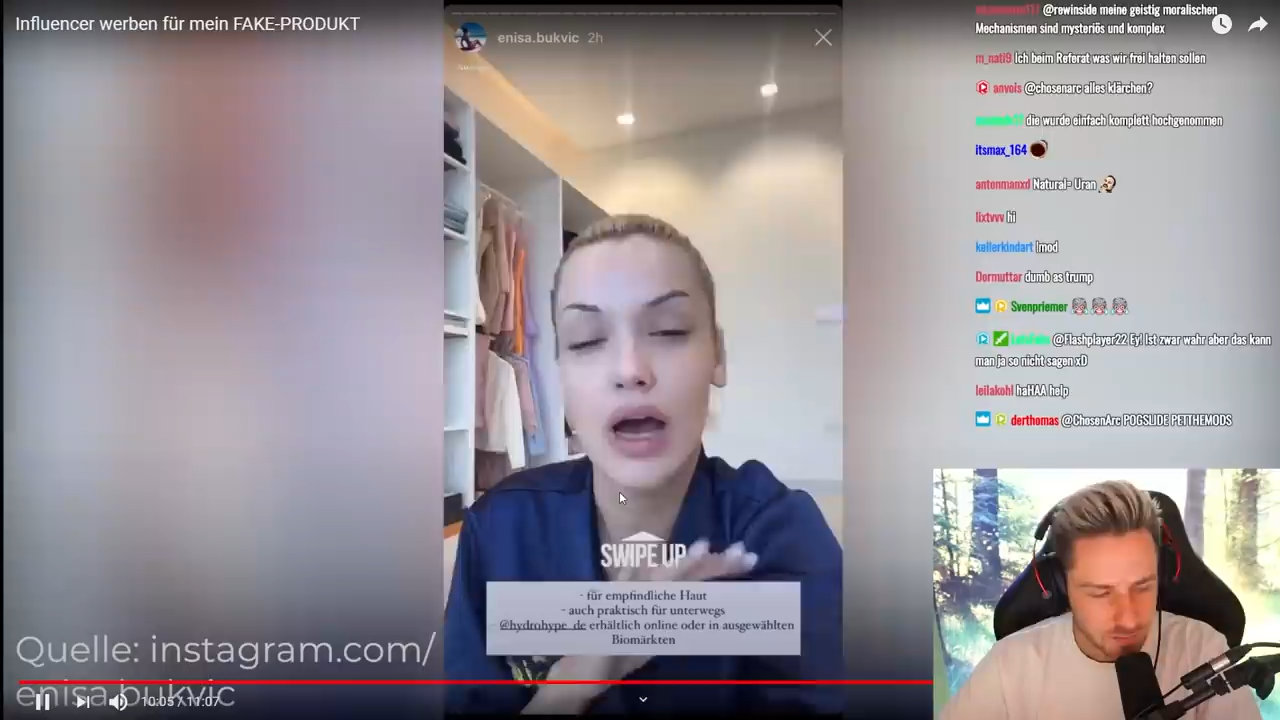 Influencer werben für mein FAKE-PRODUKT
enisa.bukvic 2h
SWIPE UP
- für empfindliche Haut
- auch praktisch für unterwegs
@hydrohype_de erhältlich online oder in ausgewählten
Biomärkten
Quelle: instagram.com/
enisa.bukvic
10:05 / 11:07
@rewinside meine geistig moralischen
Mechanismen sind mysteriös und komplex
m_nati9 Ich beim Referat was wir frei halten sollen
anvois @chosenarc alles klärchen?
die wurde einfach komplett hochgenommen
itsmax_164
antonmanxd Natural= Uran
lixtvvv hi
kellerkindart !mod
Dormuttar dumb as trump
Svenpriemer
@Flashplayer22 Ey! Ist zwar wahr aber das kann
man ja so nicht sagen xD
leilakohl haHAA help
derthomas @ChosenArc POGSLIDE PETTHEMODS